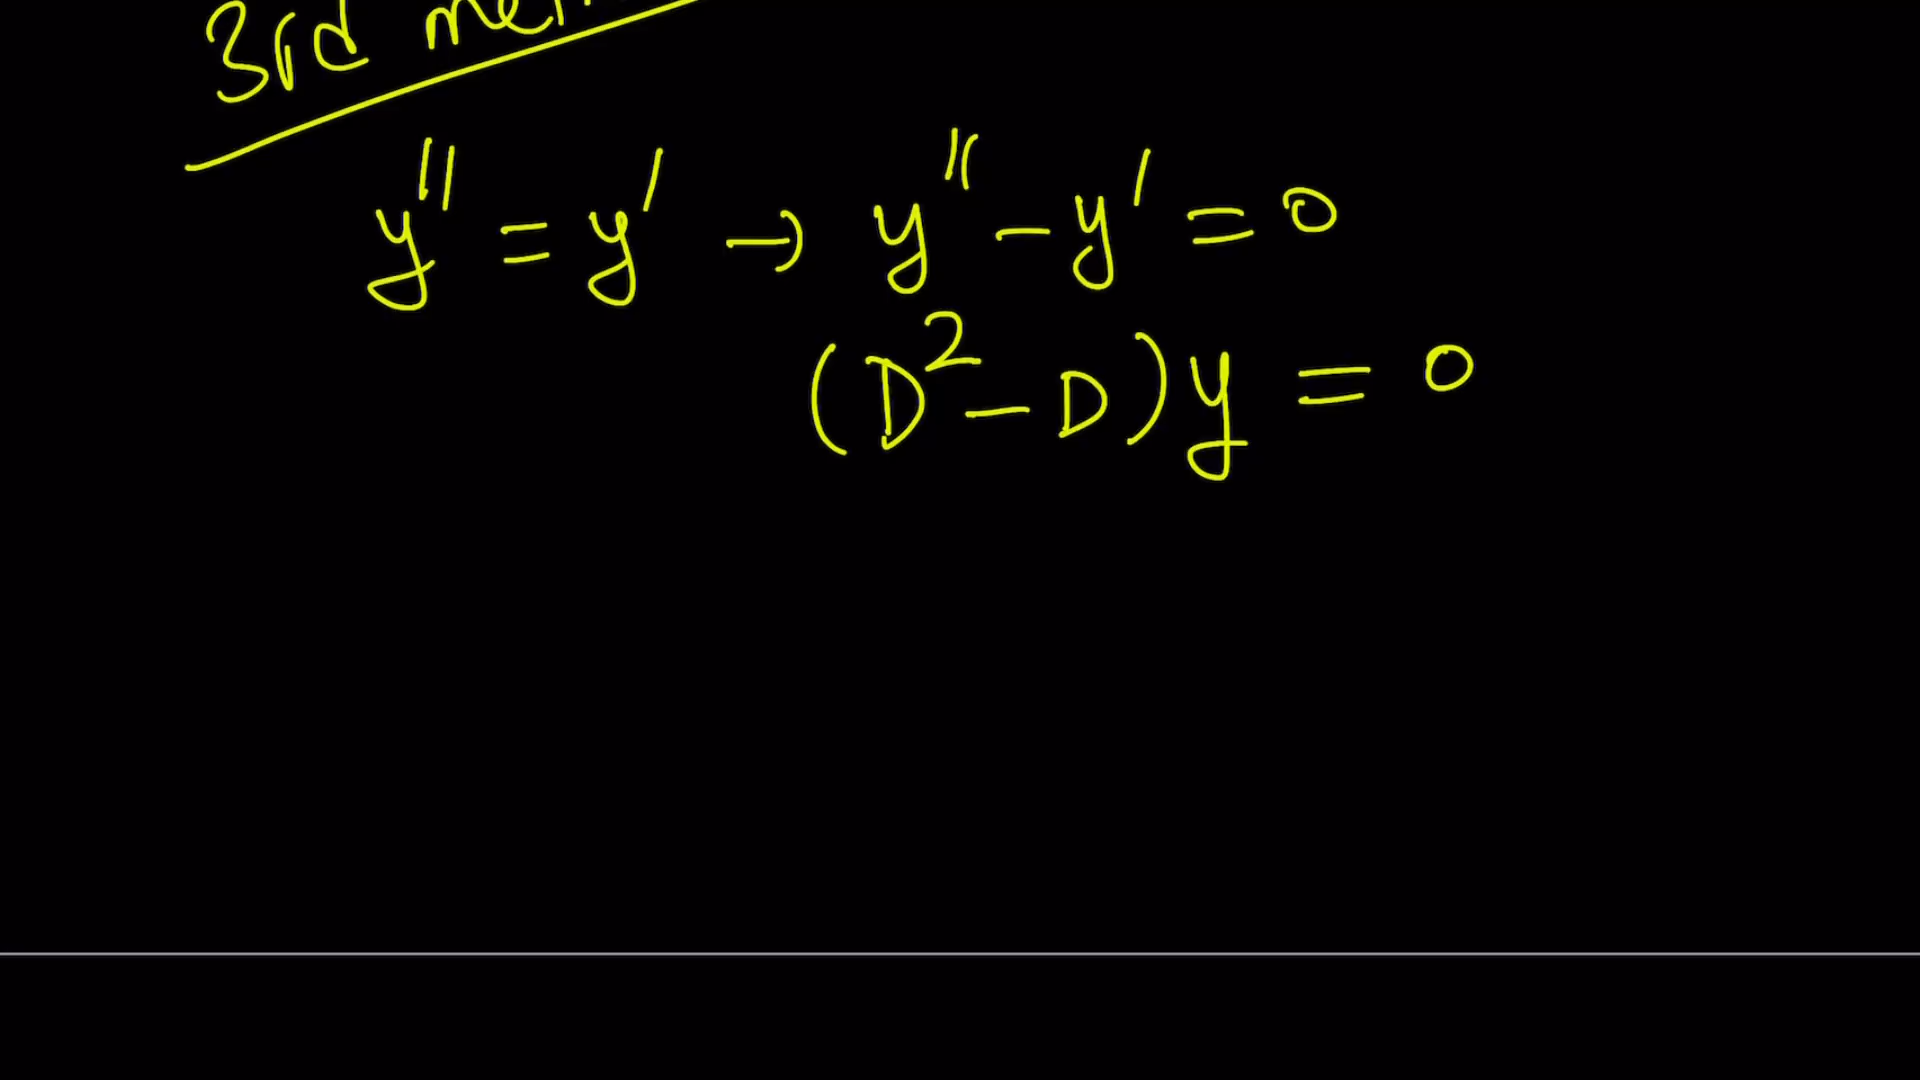 3rd
y'' = y' → y'' - y' = 0
(D² - D)y = 0